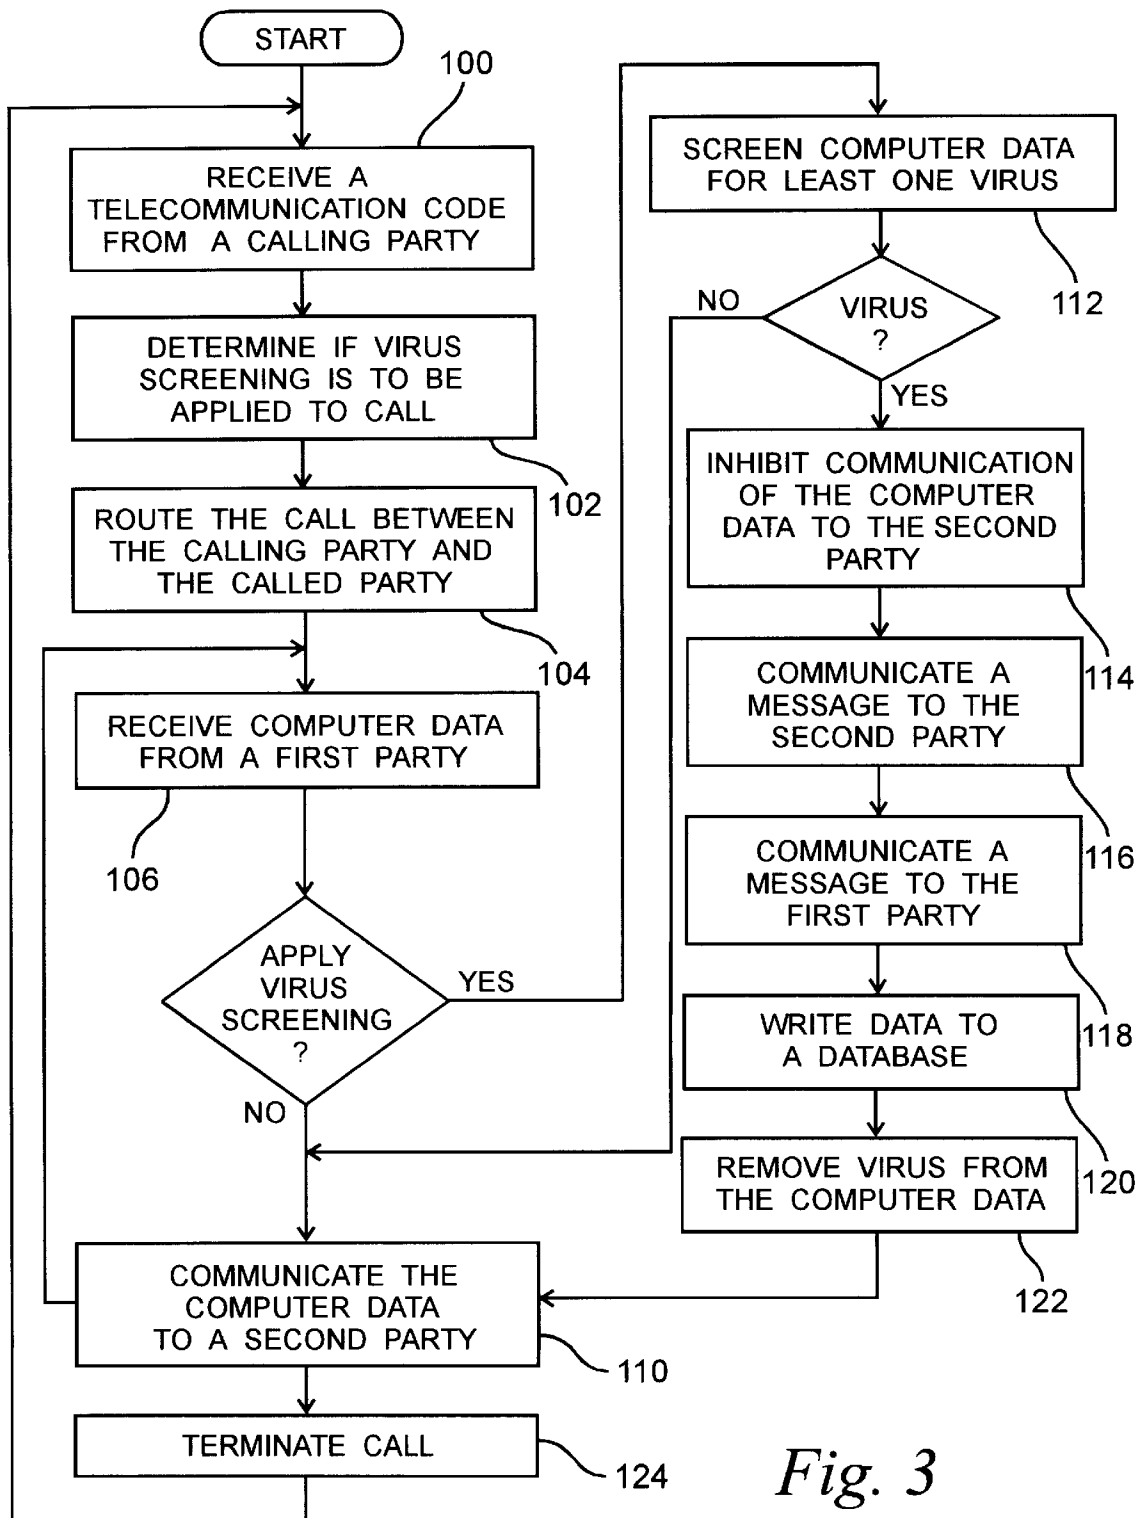 START
100
RECEIVE A
TELECOMMUNICATION CODE
FROM A CALLING PARTY
DETERMINE IF VIRUS
SCREENING IS TO BE
APPLIED TO CALL
102
ROUTE THE CALL BETWEEN
THE CALLING PARTY AND
THE CALLED PARTY
104
RECEIVE COMPUTER DATA
FROM A FIRST PARTY
106
APPLY
VIRUS
SCREENING
?
YES
NO
COMMUNICATE THE
COMPUTER DATA
TO A SECOND PARTY
110
TERMINATE CALL
124
SCREEN COMPUTER DATA
FOR LEAST ONE VIRUS
112
VIRUS
?
NO
YES
INHIBIT COMMUNICATION
OF THE COMPUTER
DATA TO THE SECOND
PARTY
114
COMMUNICATE A
MESSAGE TO THE
SECOND PARTY
116
COMMUNICATE A
MESSAGE TO THE
FIRST PARTY
118
WRITE DATA TO
A DATABASE
120
REMOVE VIRUS FROM
THE COMPUTER DATA
122
Fig. 3